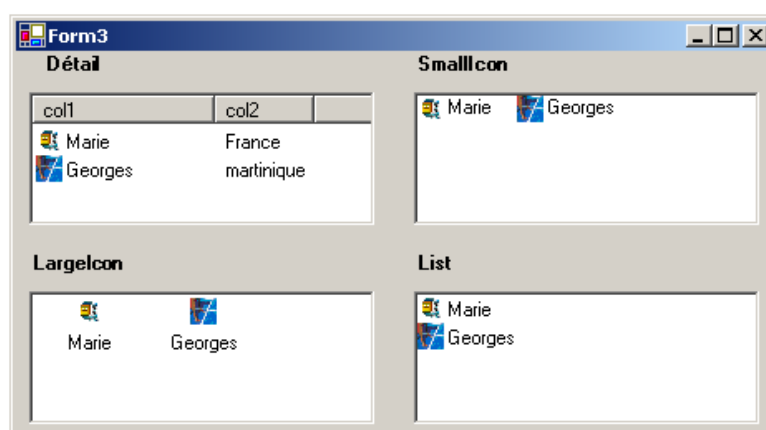 Form3
Détail
SmallIcon
col1 col2
Marie France
Georges martinique
Marie Georges
LargeIcon
List
Marie Georges
Marie
Georges